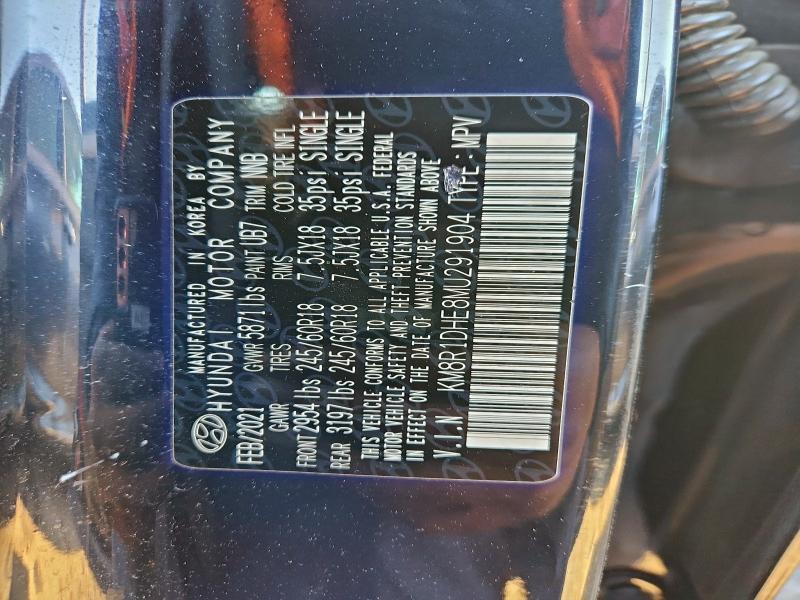 MANUFACTURED IN KOREA BY
HYUNDAI MOTOR COMPANY
FEB/2021 GVWR 5871lbs PAINT UB7 TRIM NNB
GAWR TIRES RIMS COLD TIRE INFL
FRONT 2954 lbs 245/60R18 7.5JX18 35psi SINGLE
REAR 3197 lbs 245/60R18 7.5JX18 35psi SINGLE
THIS VEHICLE CONFORMS TO ALL APPLICABLE U.S.A. FEDERAL
MOTOR VEHICLE SAFETY AND THEFT PREVENTION STANDARDS
IN EFFECT ON THE DATE OF MANUFACTURE SHOWN ABOVE
V.I.N KM8R1DHE8MU291904 TYPE : MPV